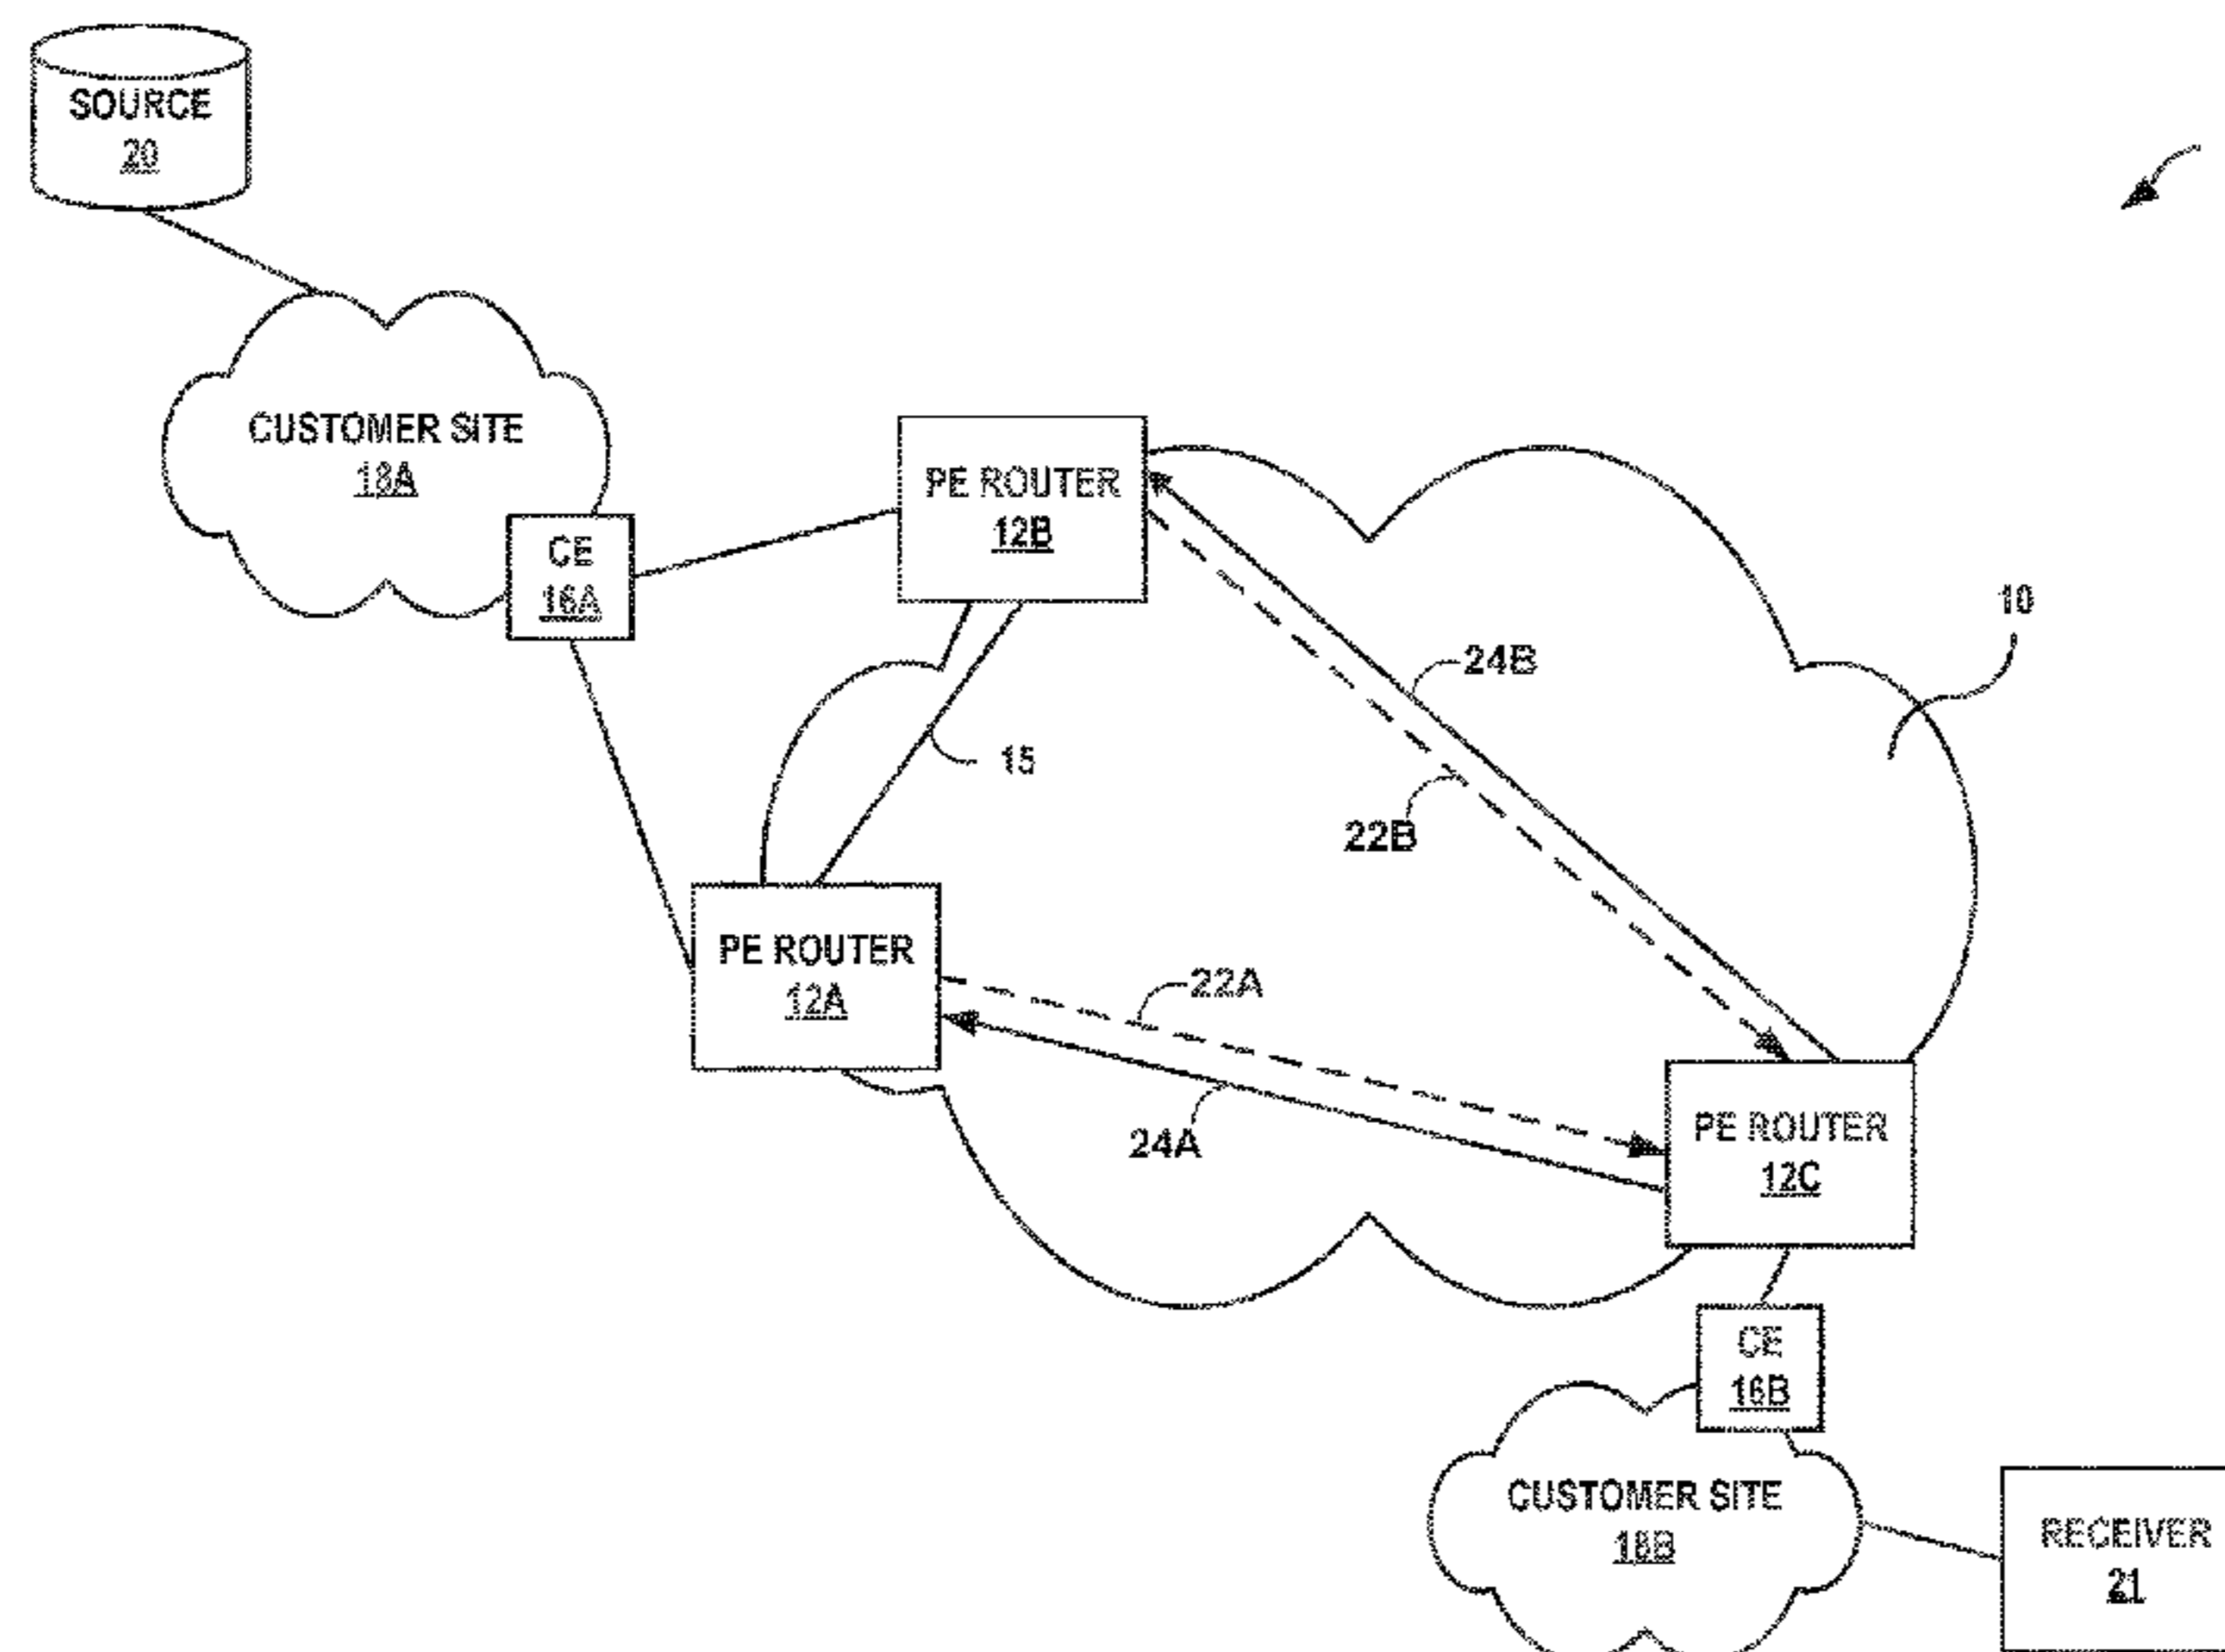 SOURCE
20
CUSTOMER SITE
18A
CE
16A
PE ROUTER
12B
10
24B
15
22B
PE ROUTER
12A
22A
24A
PE ROUTER
12C
CE
16B
CUSTOMER SITE
18B
RECEIVER
21